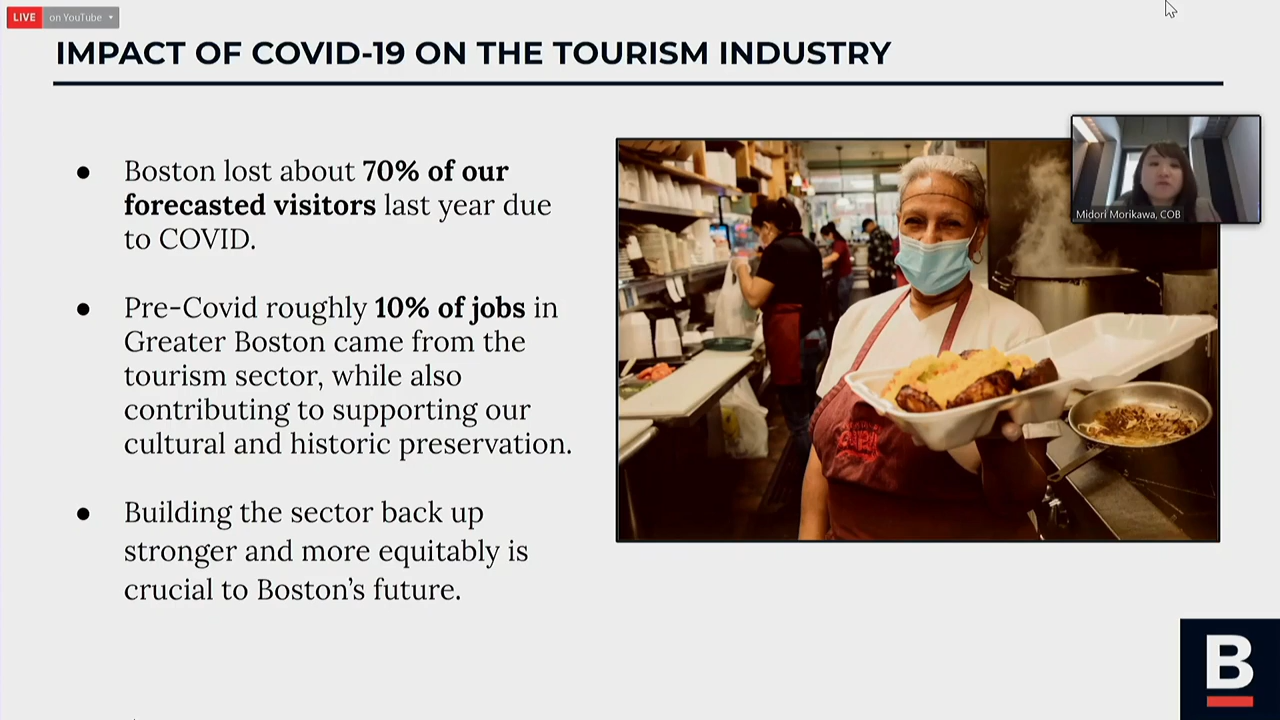 LIVE on YouTube
IMPACT OF COVID-19 ON THE TOURISM INDUSTRY
Boston lost about 70% of our
forecasted visitors last year due
to COVID.
Pre-Covid roughly 10% of jobs in
Greater Boston came from the
tourism sector, while also
contributing to supporting our
cultural and historic preservation.
Building the sector back up
stronger and more equitably is
crucial to Boston's future.
Midori Morikawa, COB
B